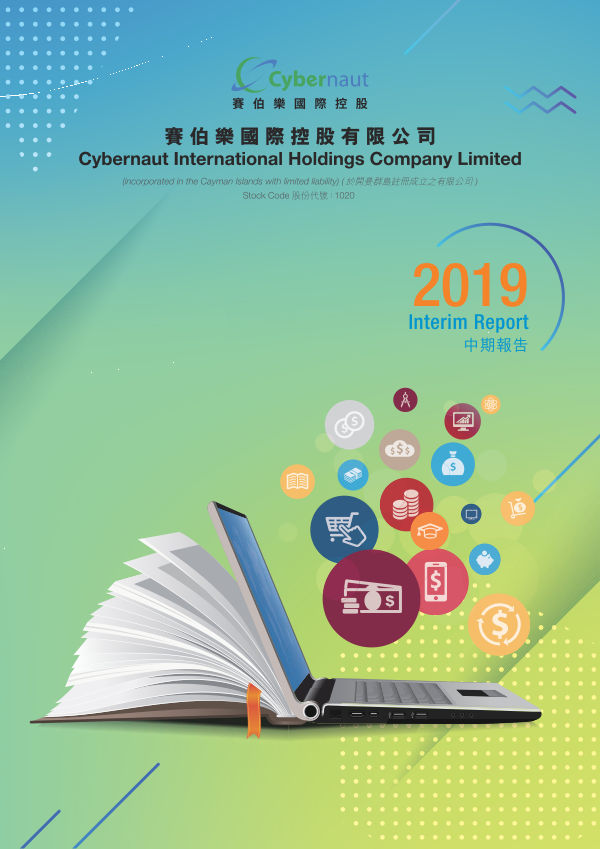 Cybernaut
賽伯樂國際控股
賽伯樂國際控股有限公司
Cybernaut International Holdings Company Limited
(Incorporated in the Cayman Islands with limited liability) (於開曼群島註冊成立之有限公司)
Stock Code 股份代號 : 1020
2019
Interim Report
中期報告